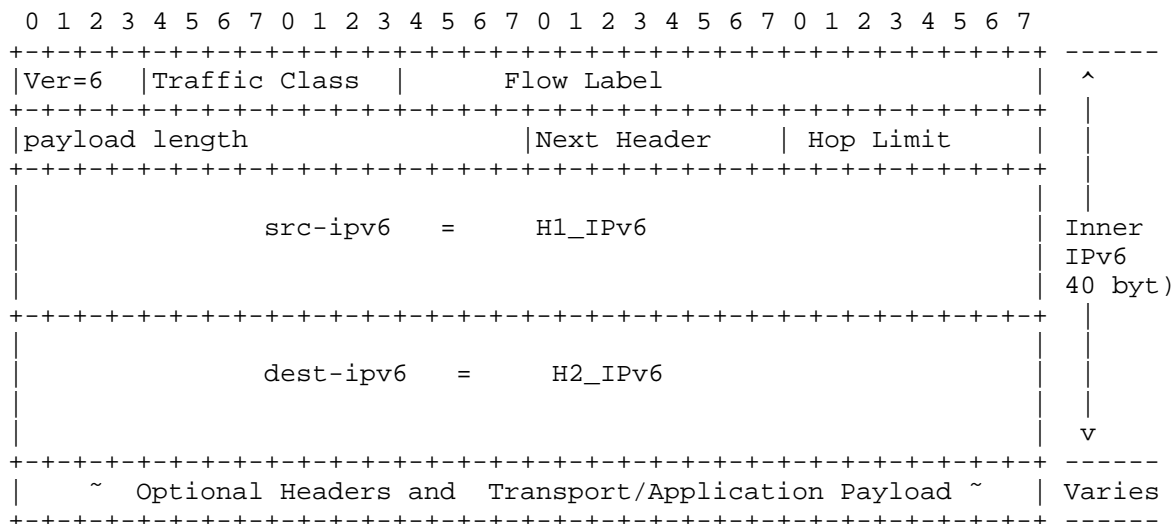 0 1 2 3 4 5 6 7 0 1 2 3 4 5 6 7 0 1 2 3 4 5 6 7 0 1 2 3 4 5 6 7
+-+-+-+-+-+-+-+-+-+-+-+-+-+-+-+-+-+-+-+-+-+-+-+-+-+-+-+-+-+-+-+-+ ------
|Ver=6  |Traffic Class  |      Flow Label                       |  ^
+-+-+-+-+-+-+-+-+-+-+-+-+-+-+-+-+-+-+-+-+-+-+-+-+-+-+-+-+-+-+-+-+  |
|payload length                 |Next Header    | Hop Limit     |  |
+-+-+-+-+-+-+-+-+-+-+-+-+-+-+-+-+-+-+-+-+-+-+-+-+-+-+-+-+-+-+-+-+  |
|                                                               |  |
|               src-ipv6   =     H1_IPv6                        | Inner
|                                                               | IPv6
|                                                               | 40 byt)
+-+-+-+-+-+-+-+-+-+-+-+-+-+-+-+-+-+-+-+-+-+-+-+-+-+-+-+-+-+-+-+-+  |
|                                                               |  |
|               dest-ipv6   =     H2_IPv6                       |  |
|                                                               |  |
|                                                               |  v
+-+-+-+-+-+-+-+-+-+-+-+-+-+-+-+-+-+-+-+-+-+-+-+-+-+-+-+-+-+-+-+-+ ------
|    ~  Optional Headers and  Transport/Application Payload ~   | Varies
+-+-+-+-+-+-+-+-+-+-+-+-+-+-+-+-+-+-+-+-+-+-+-+-+-+-+-+-+-+-+-+-+ ------